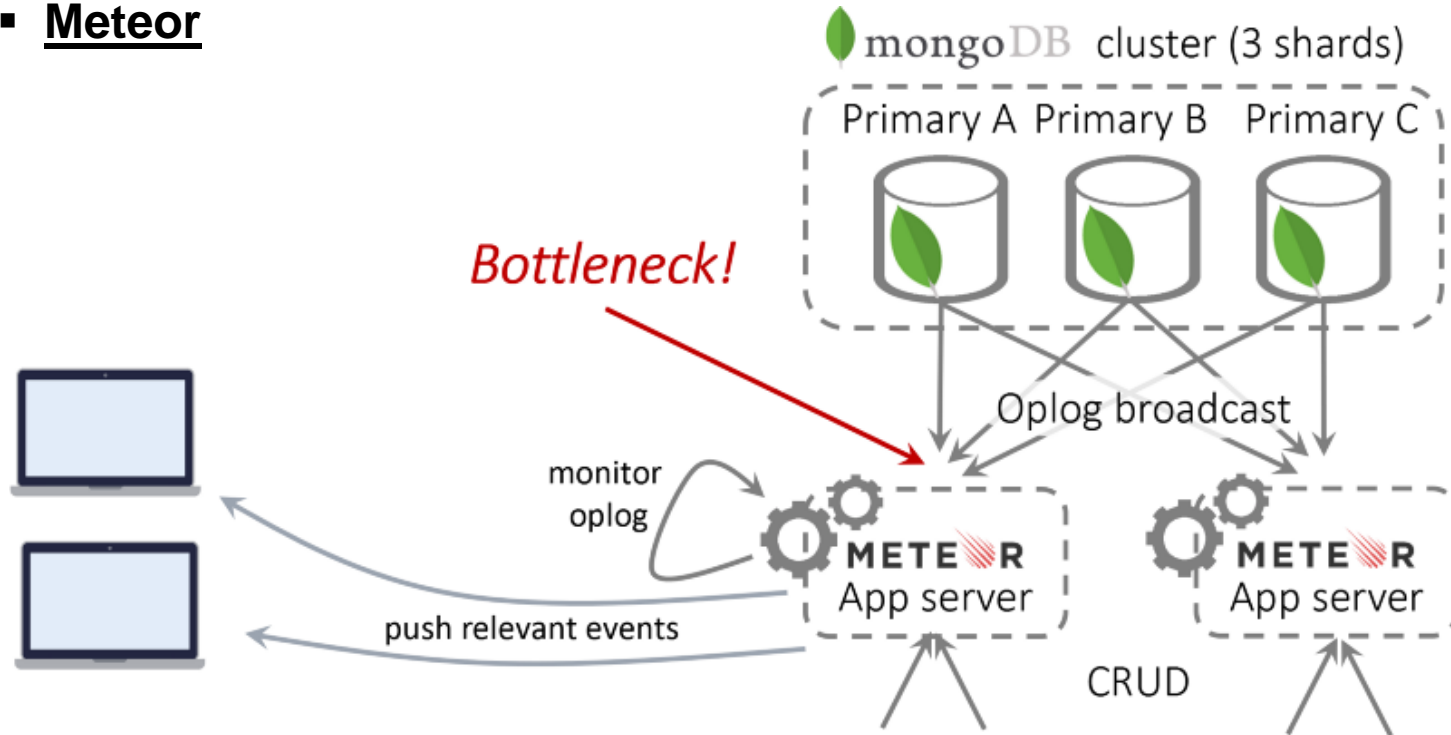 ▪ Meteor
mongoDB cluster (3 shards)
Primary A Primary B Primary C
Bottleneck!
Oplog broadcast
monitor
oplog
METEOR
App server
METEOR
App server
push relevant events
CRUD